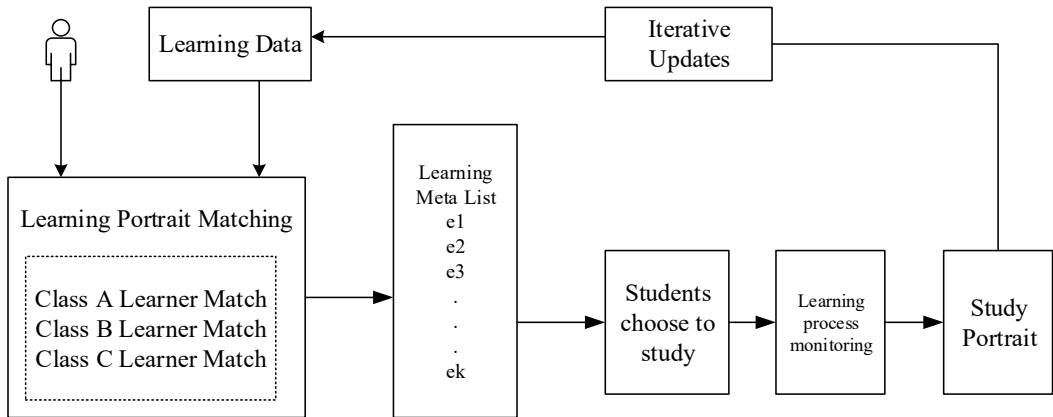 Learning Data
Iterative
Updates
Learning Portrait Matching
Class A Learner Match
Class B Learner Match
Class C Learner Match
Learning
Meta List
e1
e2
e3
.
.
.
ek
Students
choose to
study
Learning
process
monitoring
Study
Portrait